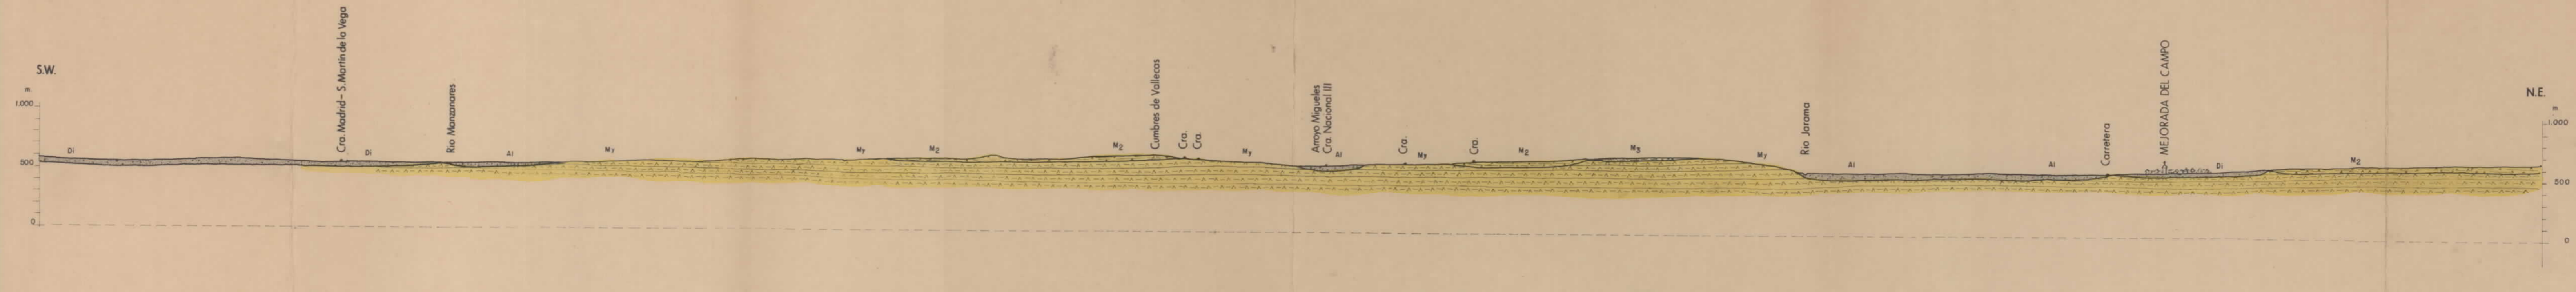 S.W.
m.
1.000
500
0
Di
Cra. Madrid - S. Martín de la Vega
Di
Rio Manzanares
Al
My
My
M2
M2
Cumbres de Vallecas
Cra.
Cra.
My
Arroyo Migueles
Cra. Nacional III
Al
Cra.
My
Cra.
M2
M3
My
Rio Jarama
Al
Al
Carretera
MEJORADA DEL CAMPO
Di
M2
N.E.
m
1.000
500
0